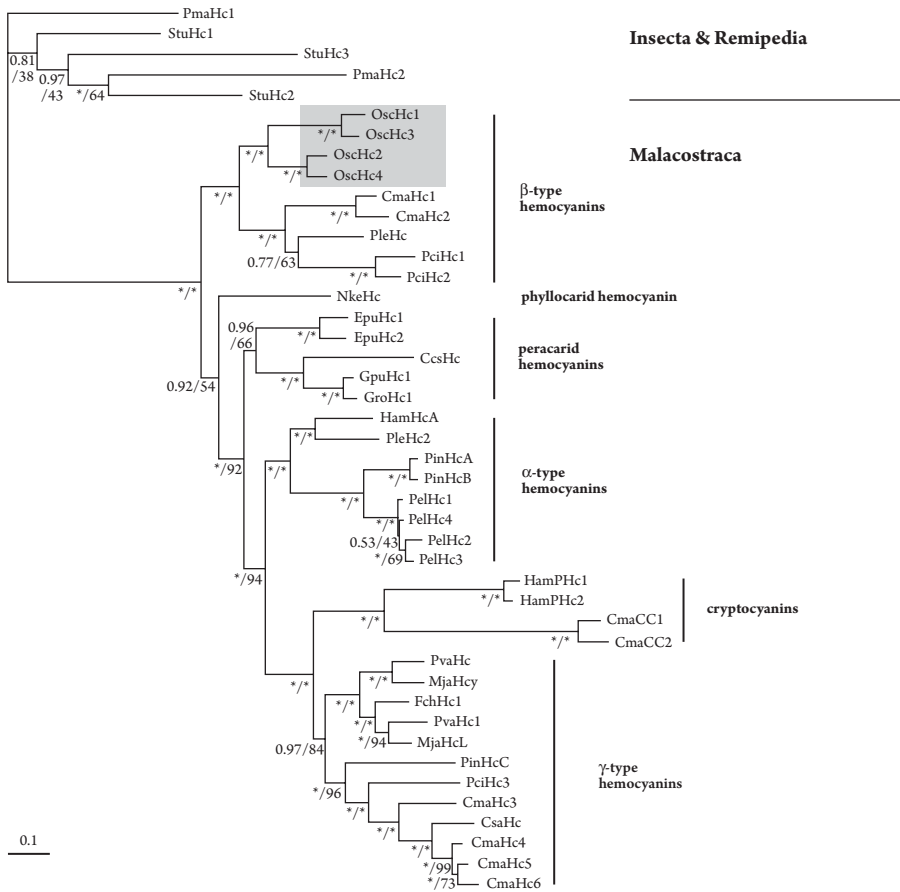 PmaHc1
StuHc1
Insecta & Remipedia
StuHc3
0.81
/38
0.97
/43
PmaHc2
*/64
StuHc2
OscHc1
*/*
OscHc3
*/*
OscHc2
Malacostraca
*/*
OscHc4
*/*
CmaHc1
β-type
hemocyanins
*/*
CmaHc2
*/*
PleHc
0.77/63
PciHc1
*/*
PciHc2
*/*
NkeHc
phyllocarid hemocyanin
0.96
/66
EpuHc1
*/*
EpuHc2
peracarid
hemocyanins
CcsHc
0.92/54
*/*
GpuHc1
*/*
GroHc1
HamHcA
PleHc2
*/92
*/*
PinHcA
α-type
hemocyanins
*/*
PinHcB
*/*
PelHc1
*/*
PelHc4
0.53/43
PelHc2
*/69
PelHc3
*/94
HamPHc1
*/*
HamPHc2
cryptocyanins
*/*
CmaCC1
*/*
CmaCC2
PvaHc
*/*
*/*
MjaHcy
FchHc1
*/*
PvaHc1
*/94
MjaHcL
0.97/84
PinHcC
γ-type
hemocyanins
*/96
PciHc3
*/*
CmaHc3
*/*
CsaHc
0.1
*/*
CmaHc4
*/99
CmaHc5
*/73
CmaHc6